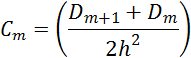 C_m = ( (D_{m+1} + D_m) / (2h^2) )